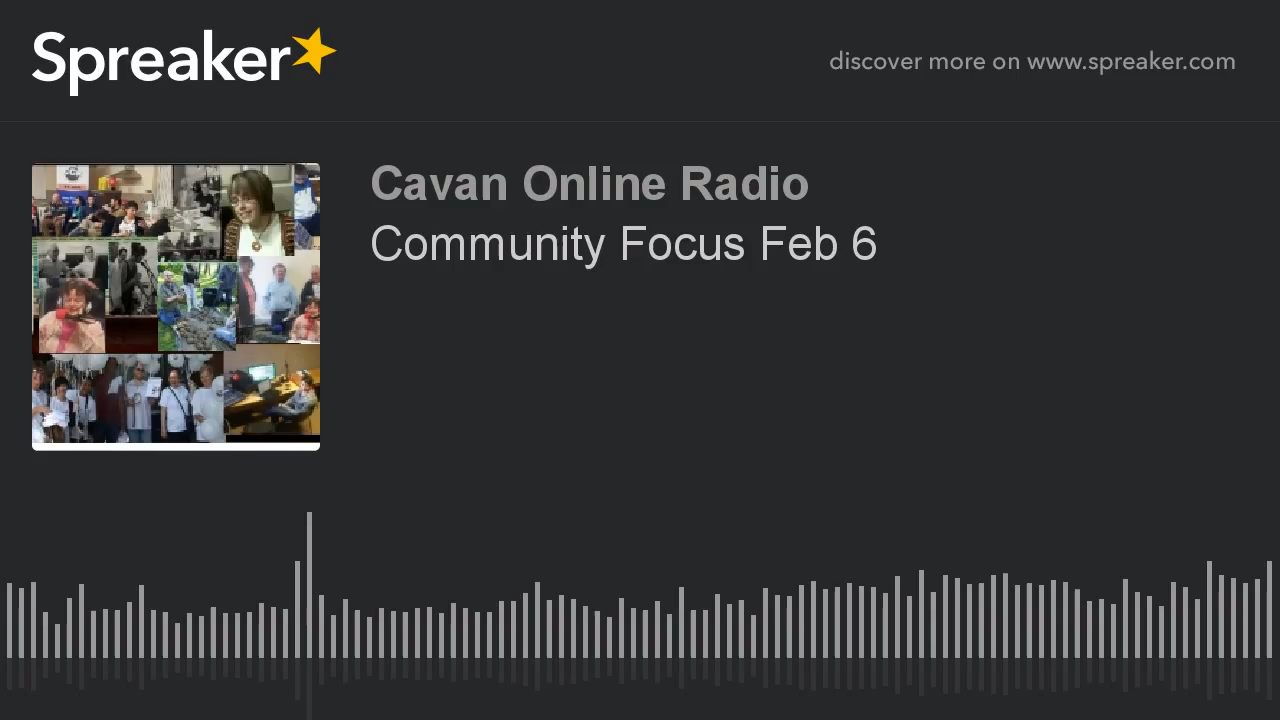 Spreaker
discover more on www.spreaker.com
Cavan Online Radio
Community Focus Feb 6